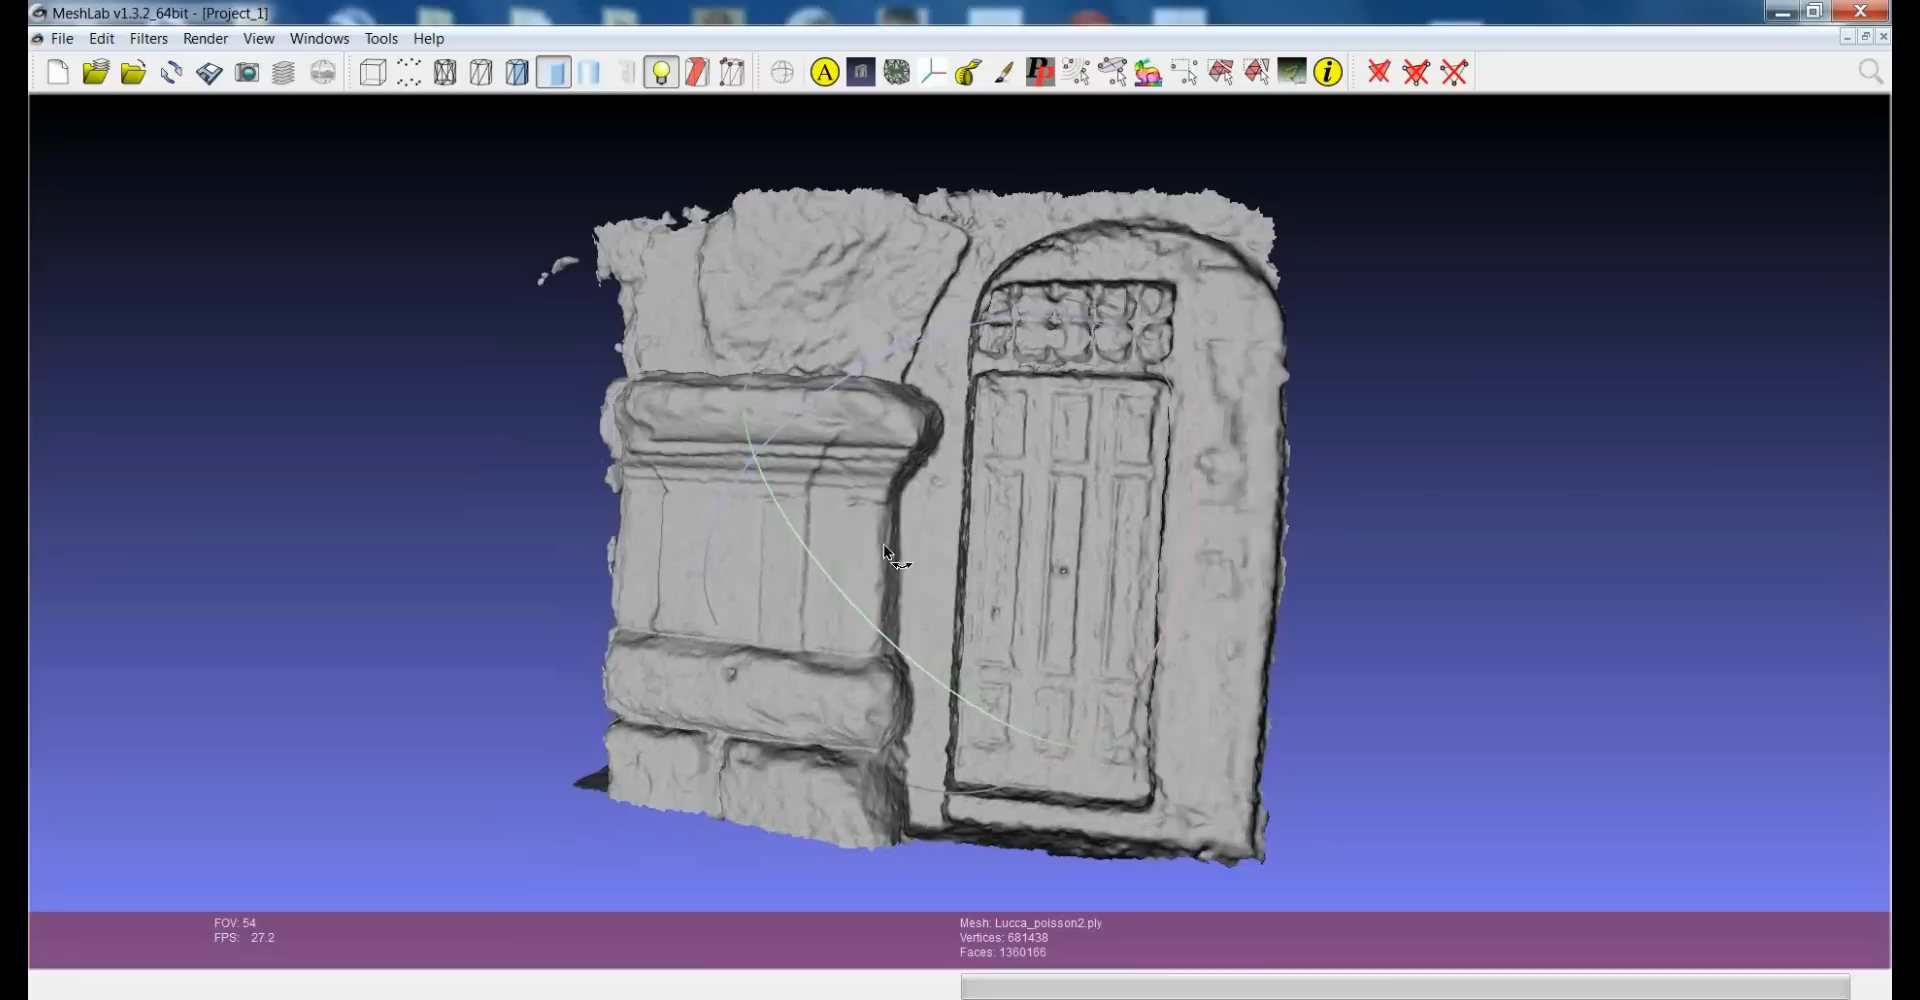 MeshLab v1.3.2_64bit - [Project_1]
File Edit Filters Render View Windows Tools Help
A
PP
i
FOV: 54
FPS: 27.2
Mesh: Lucca_poisson2.ply
Vertices: 681438
Faces: 1360166